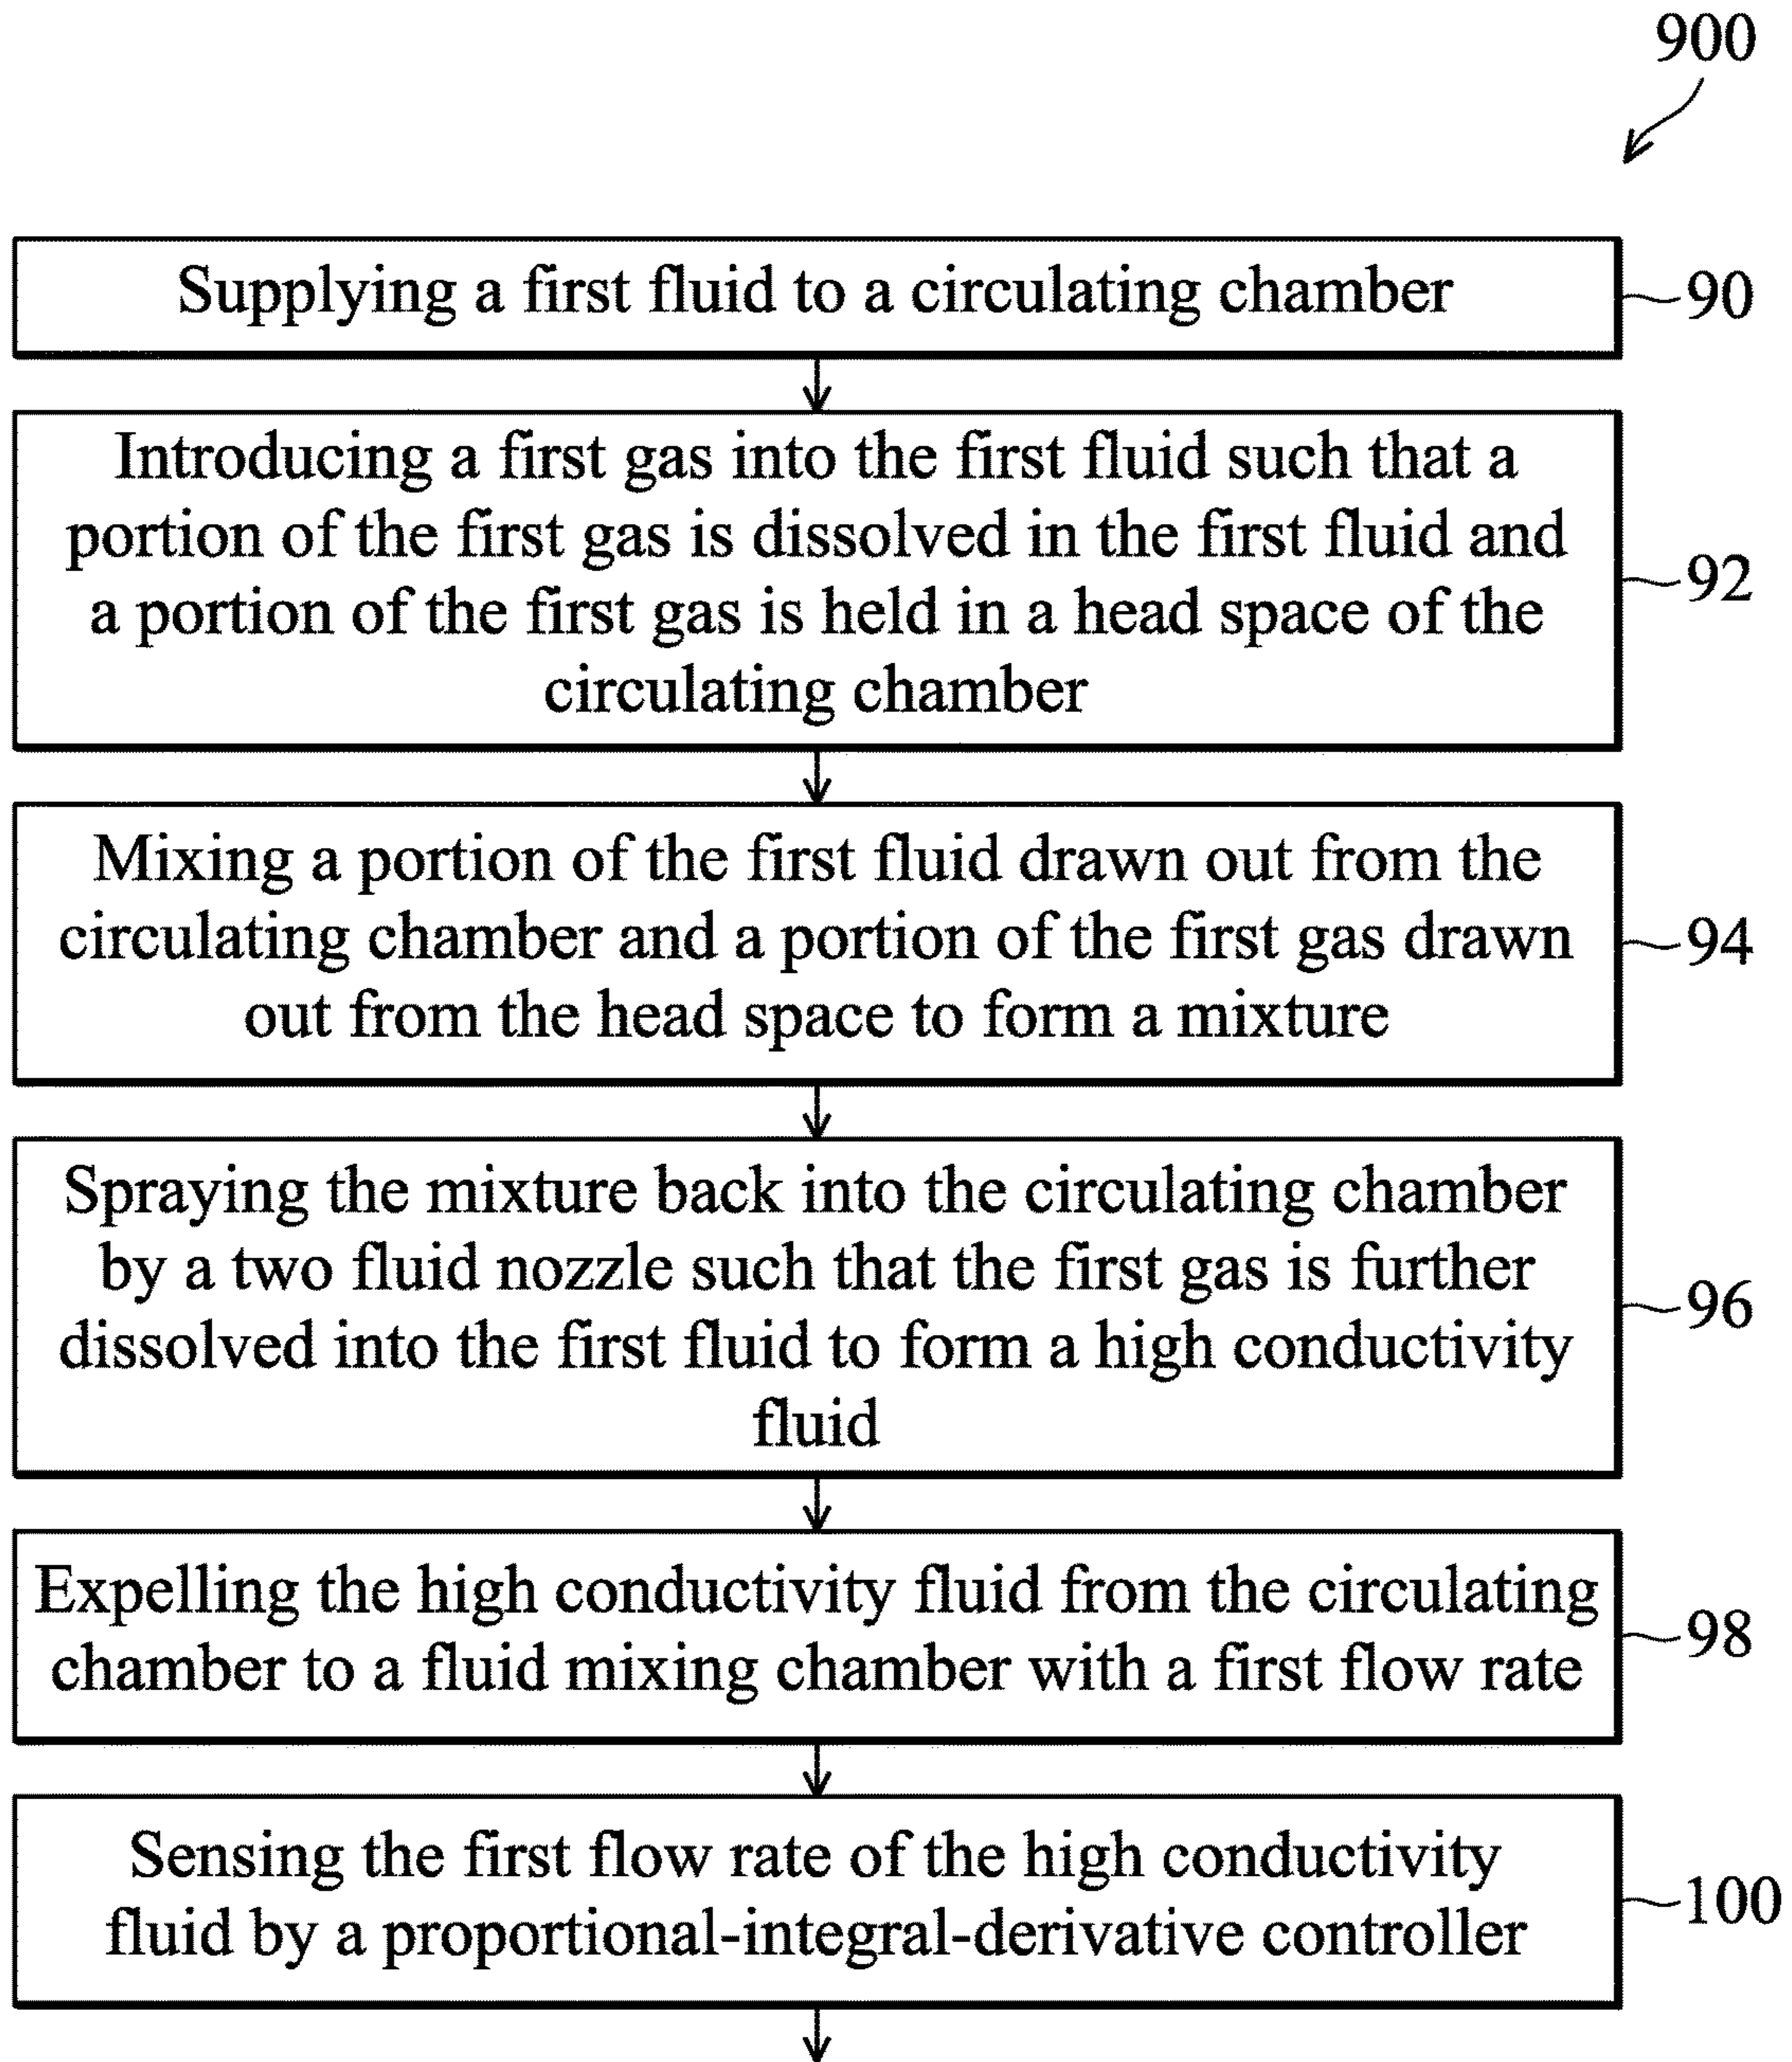 900
Supplying a first fluid to a circulating chamber
90
Introducing a first gas into the first fluid such that a
portion of the first gas is dissolved in the first fluid and
a portion of the first gas is held in a head space of the
circulating chamber
92
Mixing a portion of the first fluid drawn out from the
circulating chamber and a portion of the first gas drawn
out from the head space to form a mixture
94
Spraying the mixture back into the circulating chamber
by a two fluid nozzle such that the first gas is further
dissolved into the first fluid to form a high conductivity
fluid
96
Expelling the high conductivity fluid from the circulating
chamber to a fluid mixing chamber with a first flow rate
98
Sensing the first flow rate of the high conductivity
fluid by a proportional-integral-derivative controller
100